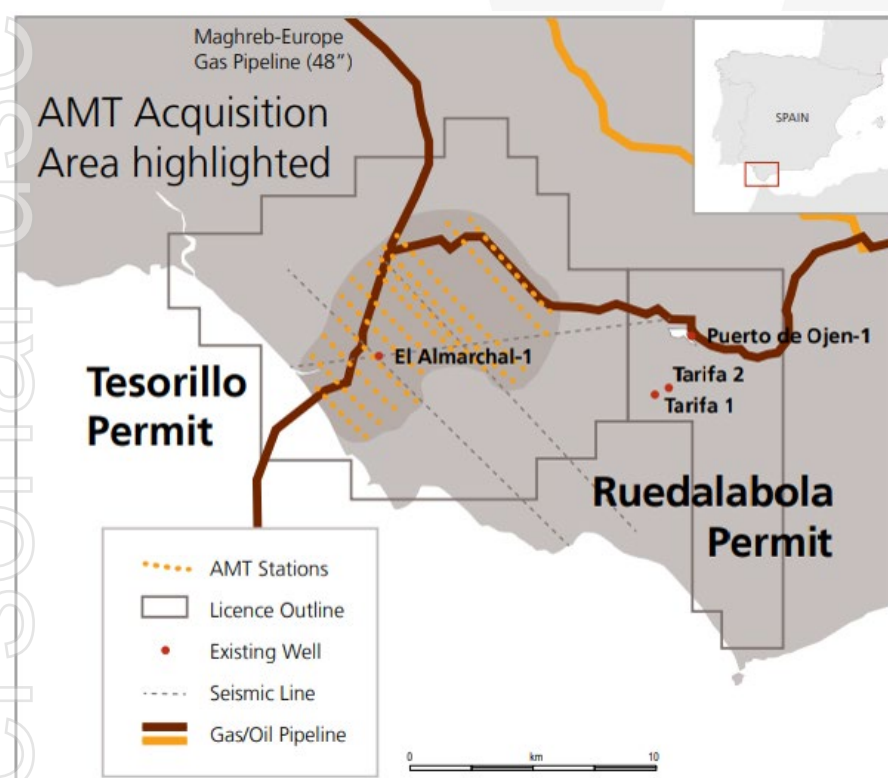 Maghreb-Europe
Gas Pipeline (48”)
AMT Acquisition
Area highlighted
SPAIN
El Almarchal-1
Puerto de Ojen-1
Tarifa 2
Tarifa 1
Tesorillo
Permit
Ruedalabola
Permit
AMT Stations
Licence Outline
Existing Well
Seismic Line
Gas/Oil Pipeline
0 km 10